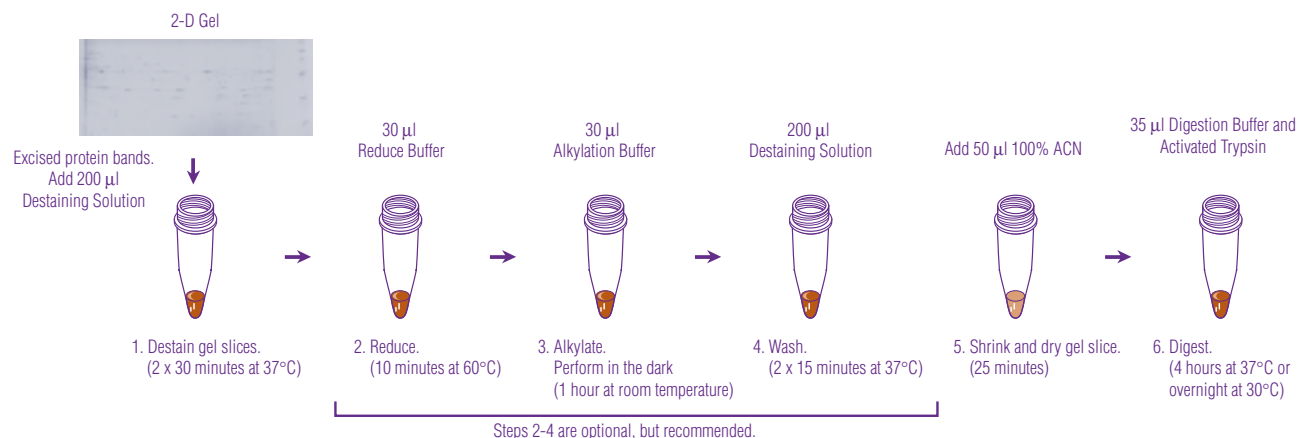 2-D Gel
Excised protein bands.
Add 200 µl
Destaining Solution
30 µl
Reduce Buffer
30 µl
Alkylation Buffer
200 µl
Destaining Solution
Add 50 µl 100% ACN
35 µl Digestion Buffer and
Activated Trypsin
1. Destain gel slices.
(2 x 30 minutes at 37°C)
2. Reduce.
(10 minutes at 60°C)
3. Alkylate.
Perform in the dark
(1 hour at room temperature)
4. Wash.
(2 x 15 minutes at 37°C)
5. Shrink and dry gel slice.
(25 minutes)
6. Digest.
(4 hours at 37°C or
overnight at 30°C)
Steps 2-4 are optional, but recommended.